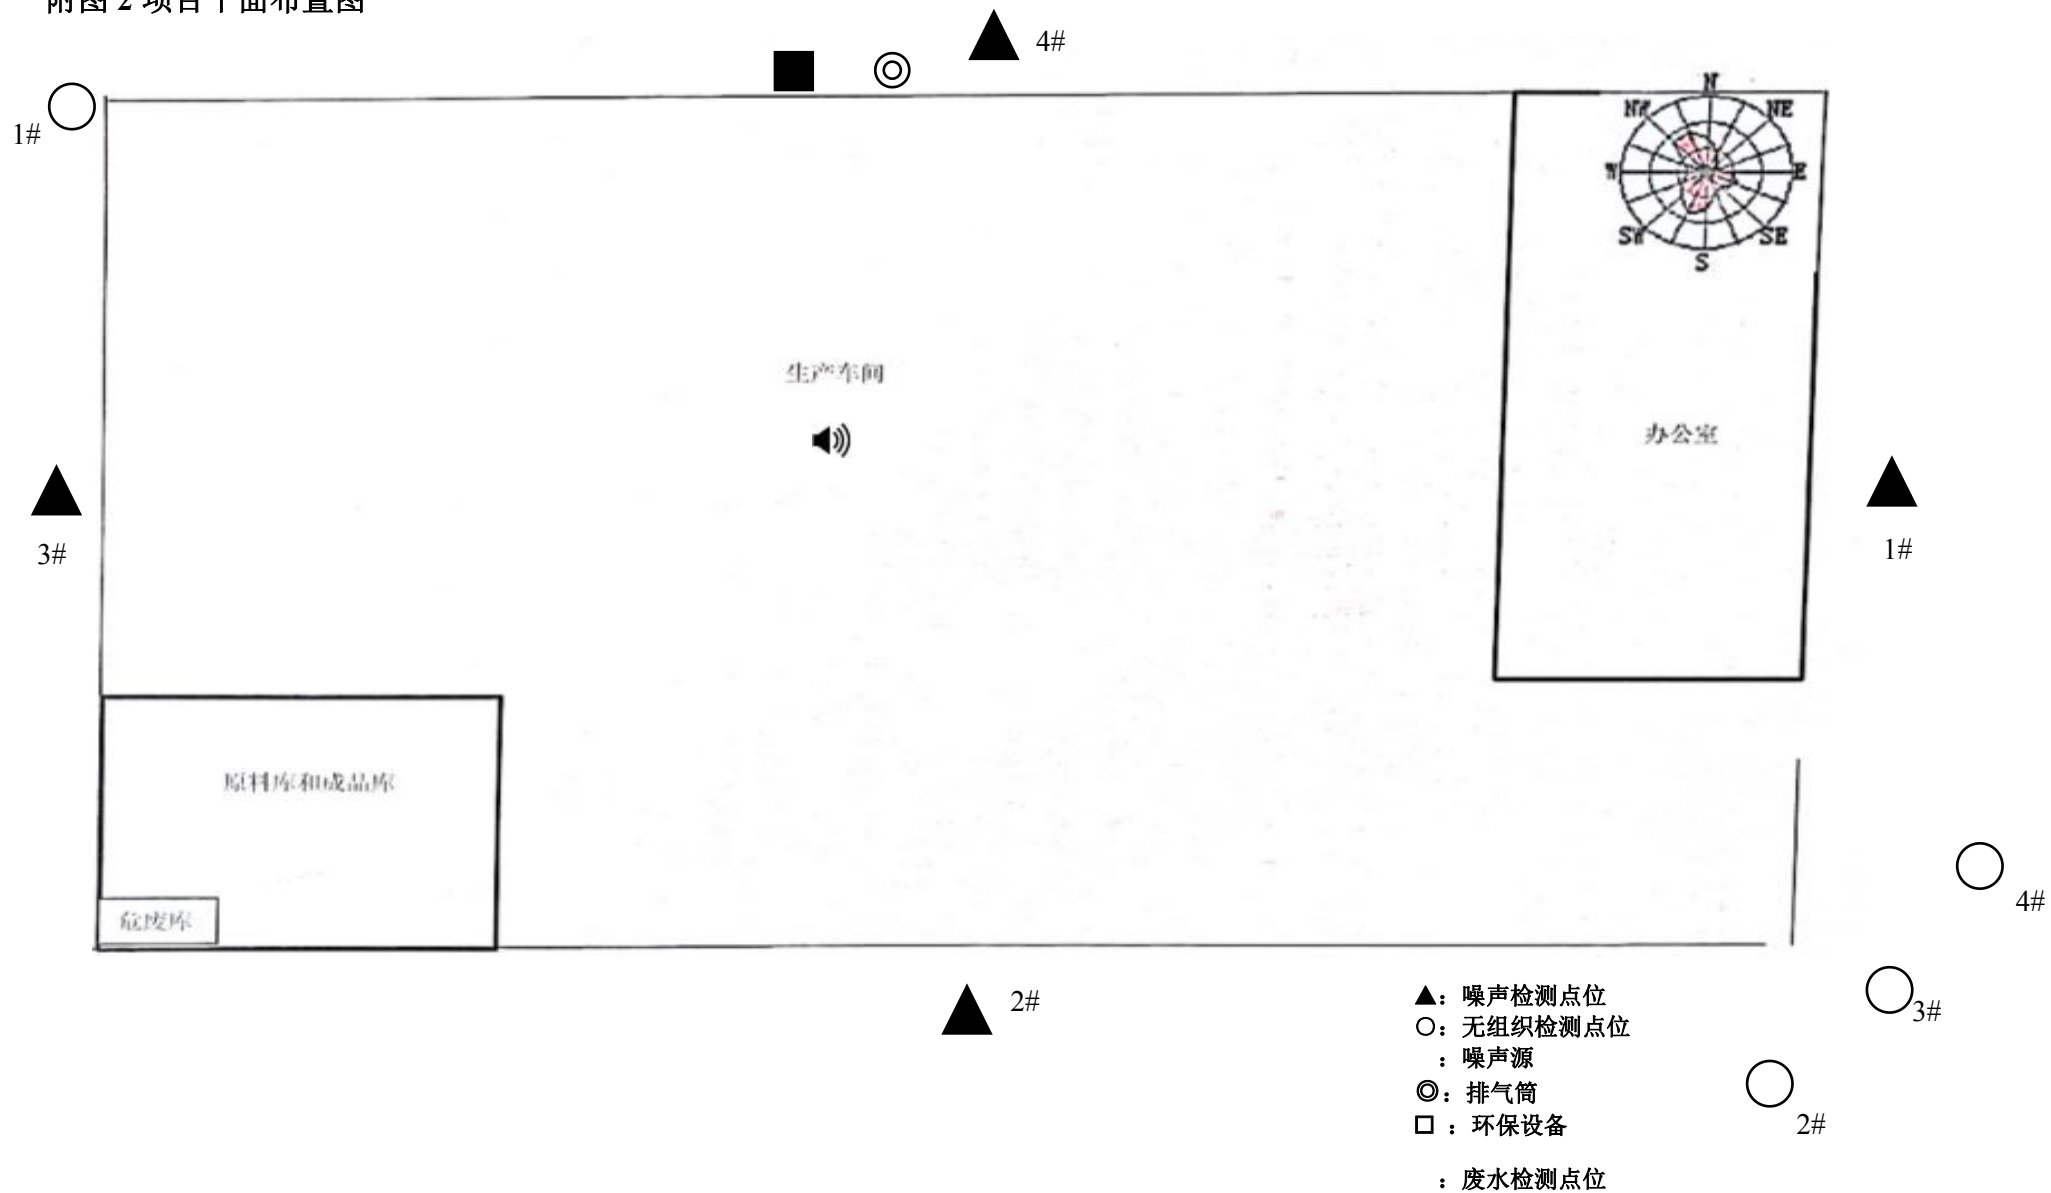 附图 2 项目平面布置图
4#
1#
N
NW
NE
W
E
SW
SE
S
生产车间
办公室
3#
1#
原料库和成品库
危废库
4#
2#
3#
▲：噪声检测点位
○：无组织检测点位
：噪声源
◎：排气筒
□：环保设备
2#
：废水检测点位